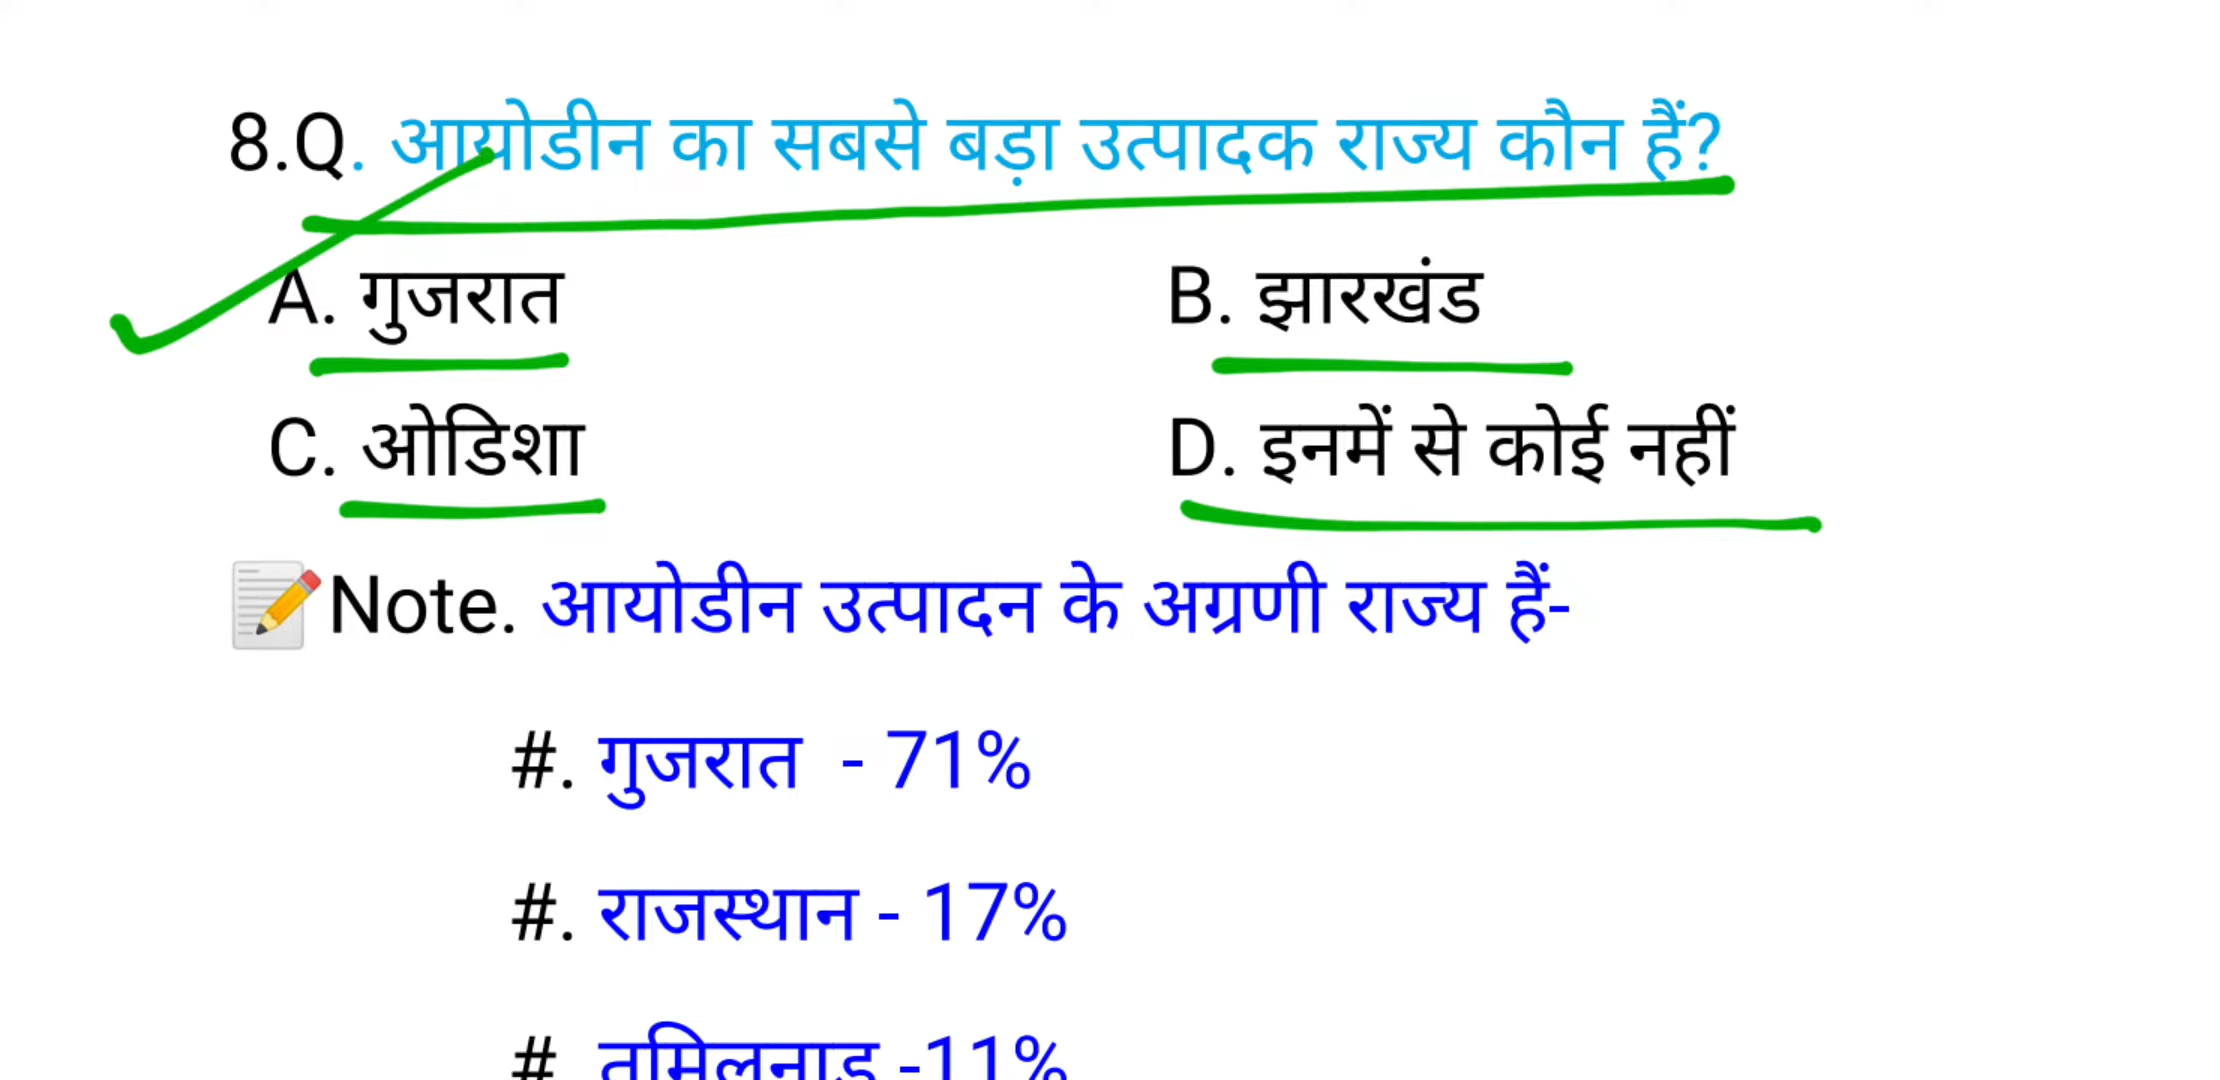 8.Q. आयोडीन का सबसे बड़ा उत्पादक राज्य कौन हैं?
A. गुजरात B. झारखंड
C. ओडिशा D. इनमें से कोई नहीं
Note. आयोडीन उत्पादन के अग्रणी राज्य हैं-
#. गुजरात - 71%
#. राजस्थान - 17%
# तमिलनाडु -11%